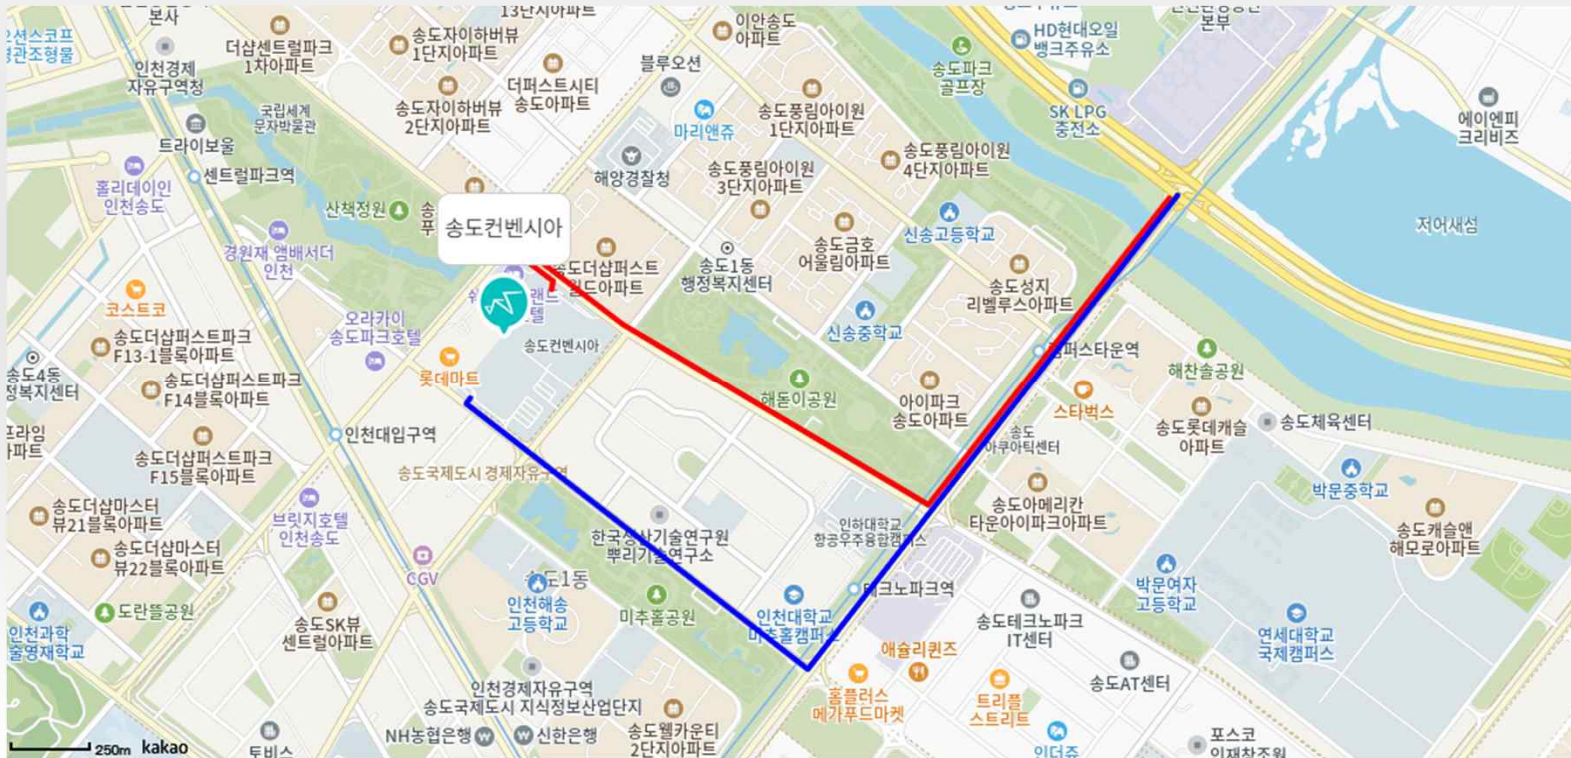 본사
13단지아파트
이안송도
아파트
본부
더샵센트럴파크
1차아파트
송도자이하버뷰
1단지아파트
HD현대오일
뱅크주유소
인천경제
자유구역청
더퍼스트시티
송도아파트
블루오션
송도파크
골프장
송도자이하버뷰
2단지아파트
국립세계
문자박물관
마리앤쥬
송도풍림아이원
1단지아파트
SK LPG
충전소
에이엔피
크리비즈
트라이보울
센트럴파크역
해양경찰청
송도풍림아이원
3단지아파트
송도풍림아이원
4단지아파트
홀리데이인
인천송도
산책정원
송도컨벤시아
경원재 앰배서더
인천
송도금호
어울림아파트
신송고등학교
저어새섬
송도더샵퍼스트
월드아파트
송도1동
행정복지센터
송도성지
리벨루스아파트
코스트코
오라카이
송도파크호텔
송도더샵퍼스트파크
F13-1블록아파트
송도컨벤시아
신송중학교
캠퍼스타운역
해찬솔공원
송도4동
롯데마트
송도더샵퍼스트파크
F14블록아파트
해돋이공원
아이파크
송도아파트
스타벅스
송도롯데캐슬
아파트
송도체육센터
인천대입구역
송도
아쿠아틱센터
송도더샵퍼스트파크
F15블록아파트
송도국제도시 경제자유구역
박문중학교
송도더샵마스터
뷰21블록아파트
브릿지호텔
인천송도
송도아메리칸
타운아이파크아파트
한국생산기술연구원
뿌리기술연구소
인하대학교
항공우주융합캠퍼스
송도캐슬앤
해모로아파트
송도더샵마스터
뷰22블록아파트
CGV
송도1동
테크노파크역
박문여자
고등학교
도란뜰공원
인천해송
고등학교
미추홀공원
인천대학교
미추홀캠퍼스
송도테크노파크
IT센터
송도SK뷰
센트럴아파트
인천과학
연세대학교
국제캠퍼스
애슐리퀸즈
송도AT센터
인천경제자유구역
송도국제도시 지식정보산업단지
홈플러스
메가푸드마켓
트리플
스트리트
NH농협은행
신한은행
송도웰카운티
2단지아파트
토비스
인더쥬
포스코
인재창조원
250m kakao